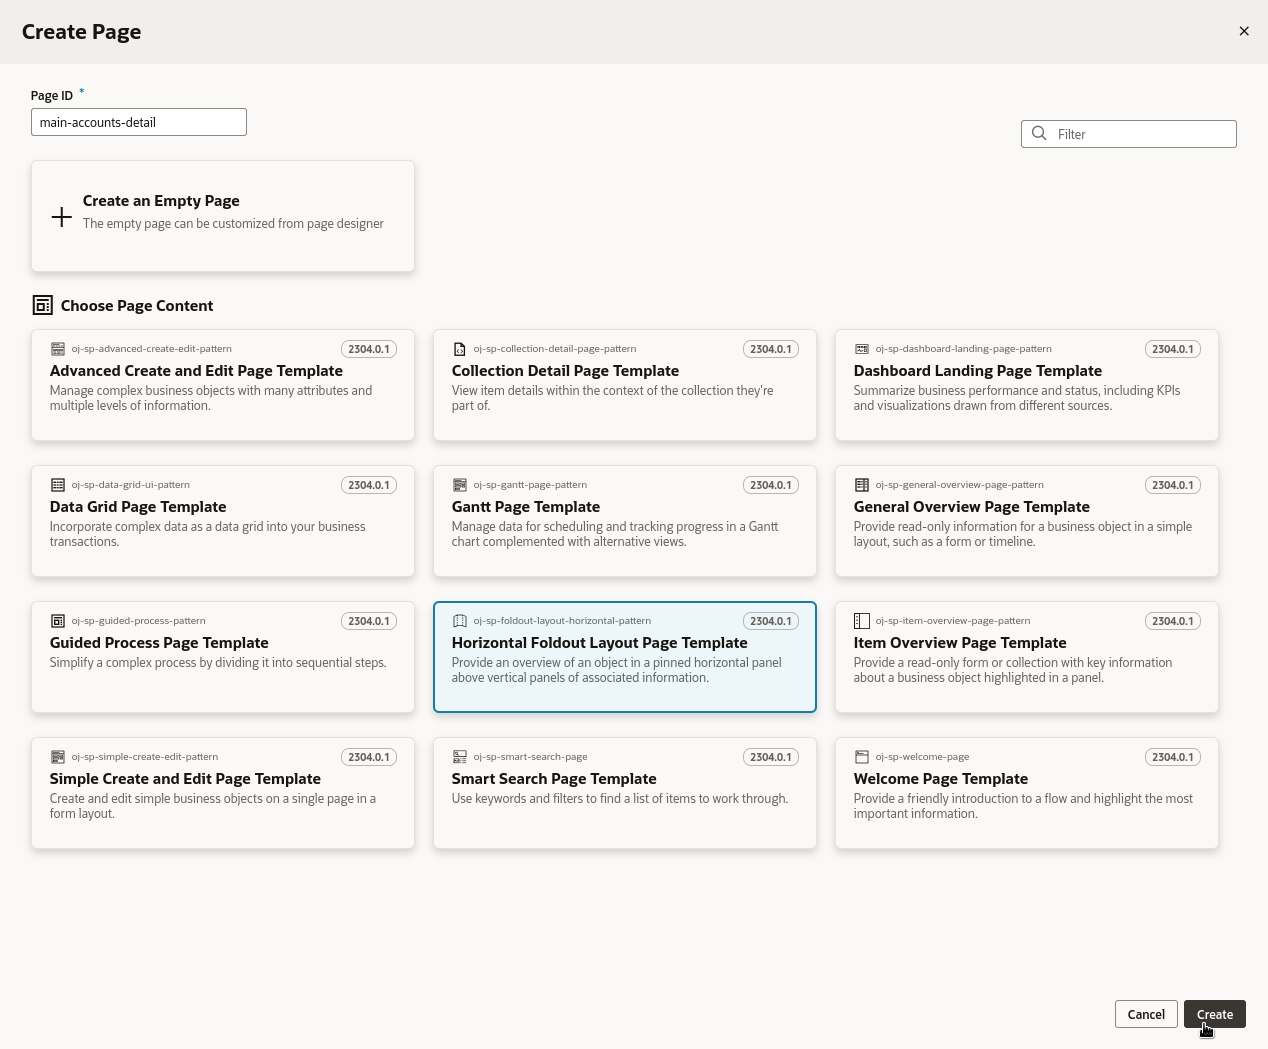 Create Page
×
Page ID *
main-accounts-detail
Filter
Create an Empty Page
The empty page can be customized from page designer
Choose Page Content
oj-sp-advanced-create-edit-pattern 2304.0.1
Advanced Create and Edit Page Template
Manage complex business objects with many attributes and
multiple levels of information.
oj-sp-collection-detail-page-pattern 2304.0.1
Collection Detail Page Template
View item details within the context of the collection they're
part of.
oj-sp-dashboard-landing-page-pattern 2304.0.1
Dashboard Landing Page Template
Summarize business performance and status, including KPIs
and visualizations drawn from different sources.
oj-sp-data-grid-ui-pattern 2304.0.1
Data Grid Page Template
Incorporate complex data as a data grid into your business
transactions.
oj-sp-gantt-page-pattern 2304.0.1
Gantt Page Template
Manage data for scheduling and tracking progress in a Gantt
chart complemented with alternative views.
oj-sp-general-overview-page-pattern 2304.0.1
General Overview Page Template
Provide read-only information for a business object in a simple
layout, such as a form or timeline.
oj-sp-guided-process-pattern 2304.0.1
Guided Process Page Template
Simplify a complex process by dividing it into sequential steps.
oj-sp-foldout-layout-horizontal-pattern 2304.0.1
Horizontal Foldout Layout Page Template
Provide an overview of an object in a pinned horizontal panel
above vertical panels of associated information.
oj-sp-item-overview-page-pattern 2304.0.1
Item Overview Page Template
Provide a read-only form or collection with key information
about a business object highlighted in a panel.
oj-sp-simple-create-edit-pattern 2304.0.1
Simple Create and Edit Page Template
Create and edit simple business objects on a single page in a
form layout.
oj-sp-smart-search-page 2304.0.1
Smart Search Page Template
Use keywords and filters to find a list of items to work through.
oj-sp-welcome-page 2304.0.1
Welcome Page Template
Provide a friendly introduction to a flow and highlight the most
important information.
Cancel
Create